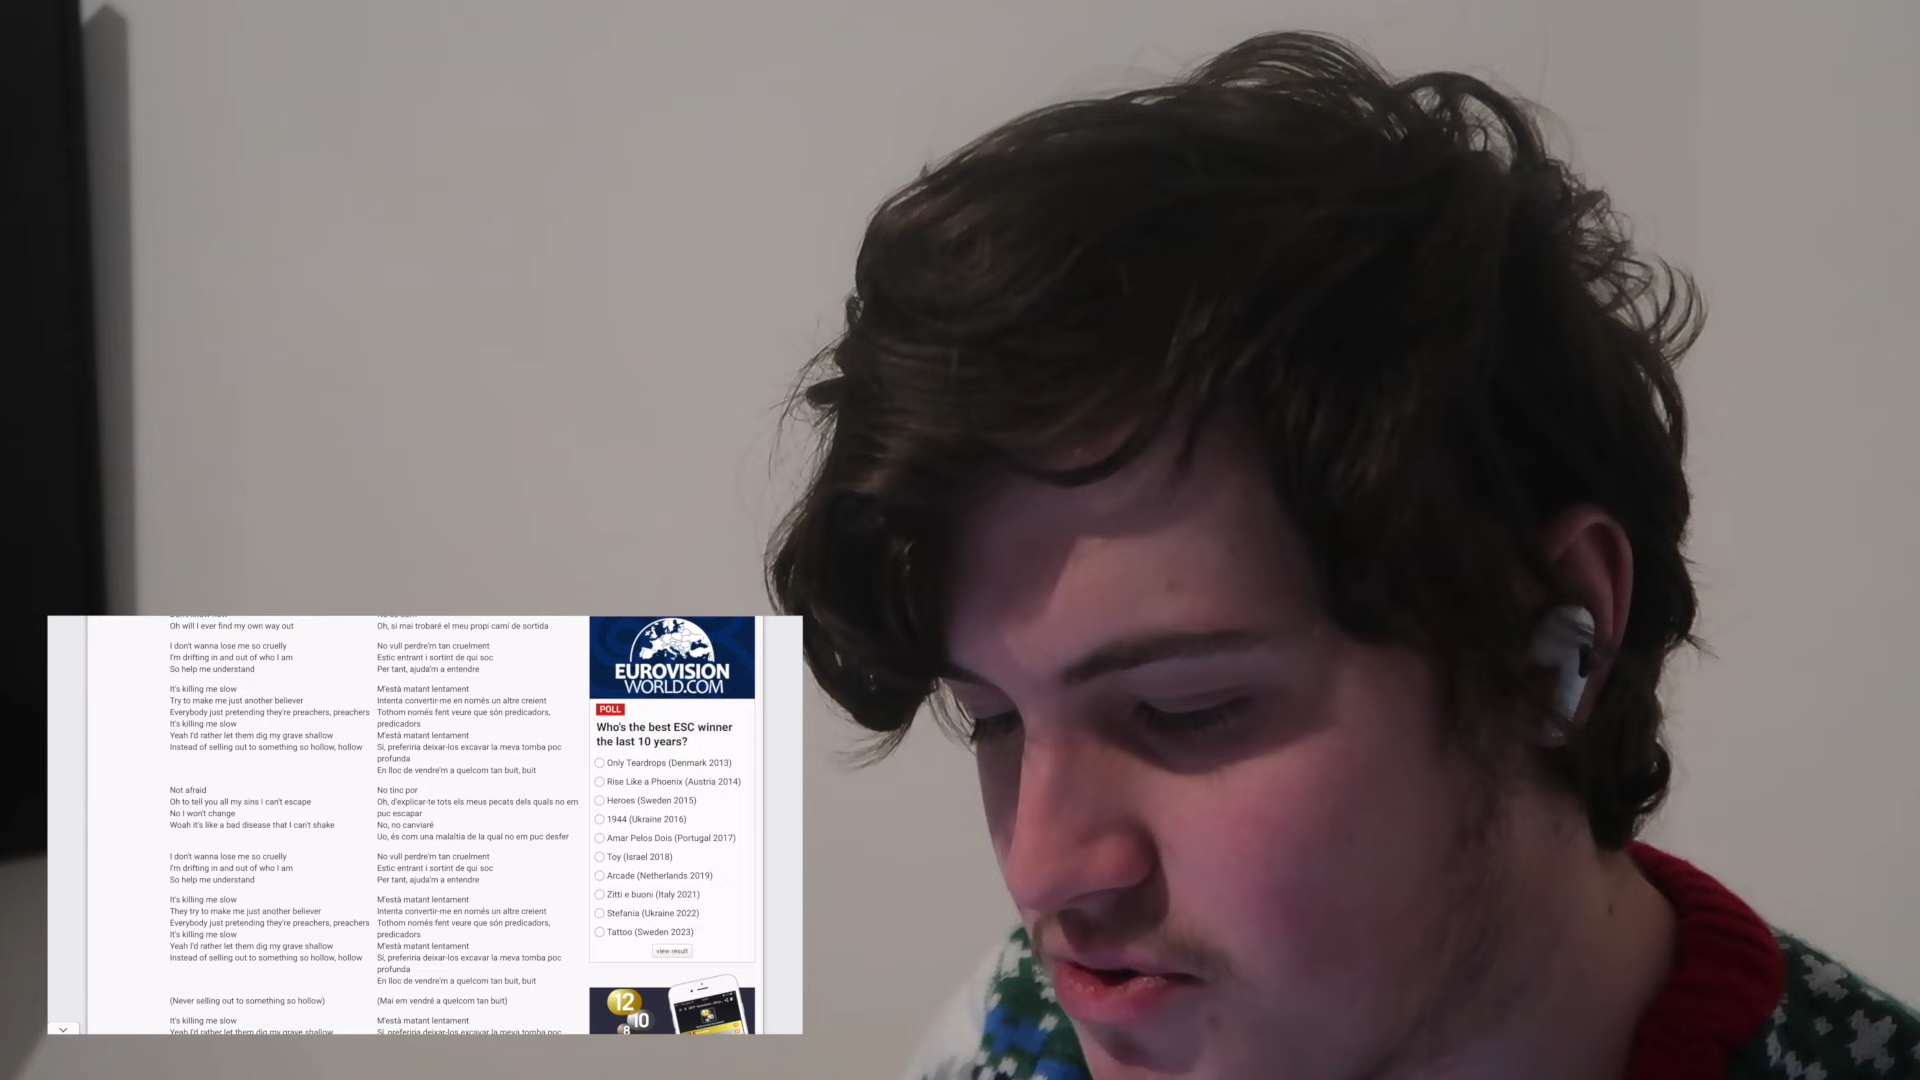 Oh will I ever find my own way out
I don't wanna lose me so cruelly
I'm drifting in and out of who I am
So help me understand
It's killing me slow
Try to make me just another believer
Everybody just pretending they're preachers, preachers
It's killing me slow
Yeah I'd rather let them dig my grave shallow
Instead of selling out to something so hollow, hollow
Not afraid
Oh to tell you all my sins I can't escape
No I won't change
Woah it's like a bad disease that I can't shake
I don't wanna lose me so cruelly
I'm drifting in and out of who I am
So help me understand
It's killing me slow
They try to make me just another believer
Everybody just pretending they're preachers, preachers
It's killing me slow
Yeah I'd rather let them dig my grave shallow
Instead of selling out to something so hollow, hollow
(Never selling out to something so hollow)
It's killing me slow
Yeah I'd rather let them dig my grave shallow
Oh, si mai trobaré el meu propi camí de sortida
No vull perdre'm tan cruelment
Estic entrant i sortint de qui soc
Per tant, ajuda'm a entendre
M'està matant lentament
Intenta convertir-me en només un altre creient
Tothom només fent veure que són predicadors,
predicadors
M'està matant lentament
Sí, preferiria deixar-los excavar la meva tomba poc
profunda
En lloc de vendre'm a quelcom tan buit, buit
No tinc por
Oh, d'explicar-te tots els meus pecats dels quals no em
puc escapar
No, no canviaré
Uo, és com una malaltia de la qual no em puc desfer
No vull perdre'm tan cruelment
Estic entrant i sortint de qui soc
Per tant, ajuda'm a entendre
M'està matant lentament
Intenta convertir-me en només un altre creient
Tothom només fent veure que són predicadors,
predicadors
M'està matant lentament
Sí, preferiria deixar-los excavar la meva tomba poc
profunda
En lloc de vendre'm a quelcom tan buit, buit
(Mai em vendré a quelcom tan buit)
M'està matant lentament
Sí, preferiria deixar-los excavar la meva tomba poc
EUROVISION
WORLD.COM
POLL
Who's the best ESC winner
the last 10 years?
Only Teardrops (Denmark 2013)
Rise Like a Phoenix (Austria 2014)
Heroes (Sweden 2015)
1944 (Ukraine 2016)
Amar Pelos Dois (Portugal 2017)
Toy (Israel 2018)
Arcade (Netherlands 2019)
Zitti e buoni (Italy 2021)
Stefania (Ukraine 2022)
Tattoo (Sweden 2023)
view result
12
10
8